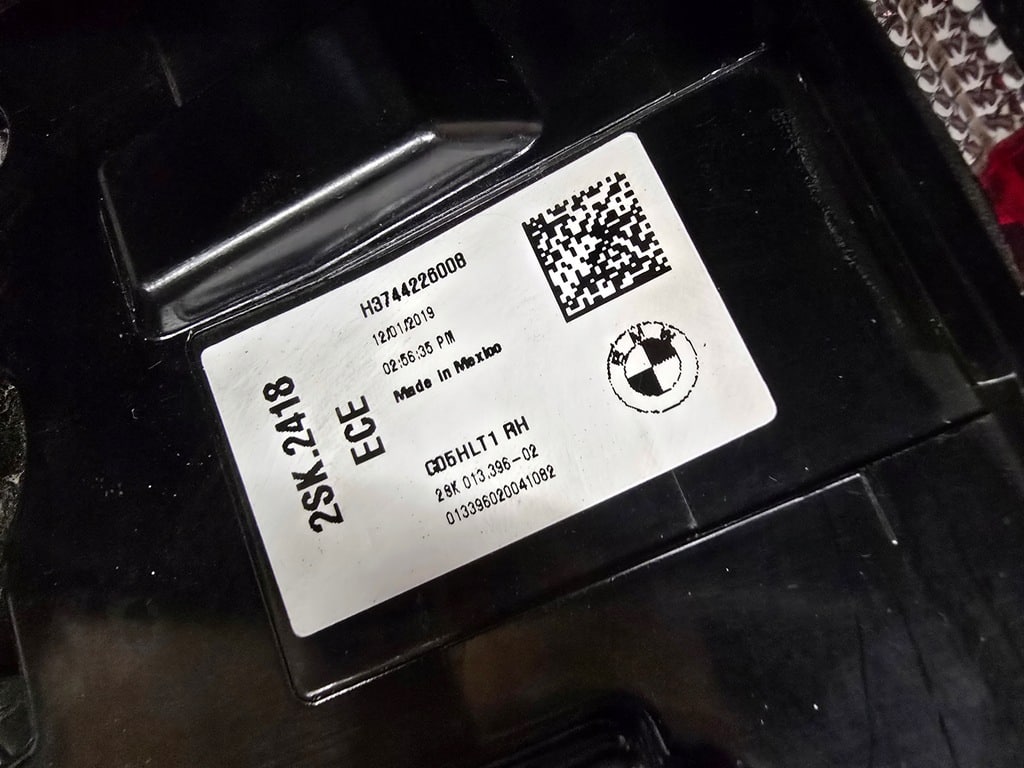 H3744226008
12/01/2019
02:56:35 PM
Made in Mexico
2SK.2418
ECE
G05HLT1 RH
2SK 013.396-02
013396020041082
BMW